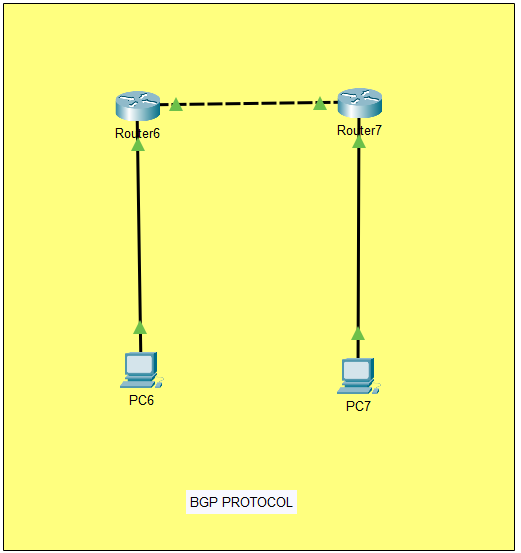 Router6
Router7
PC6
PC7
BGP PROTOCOL